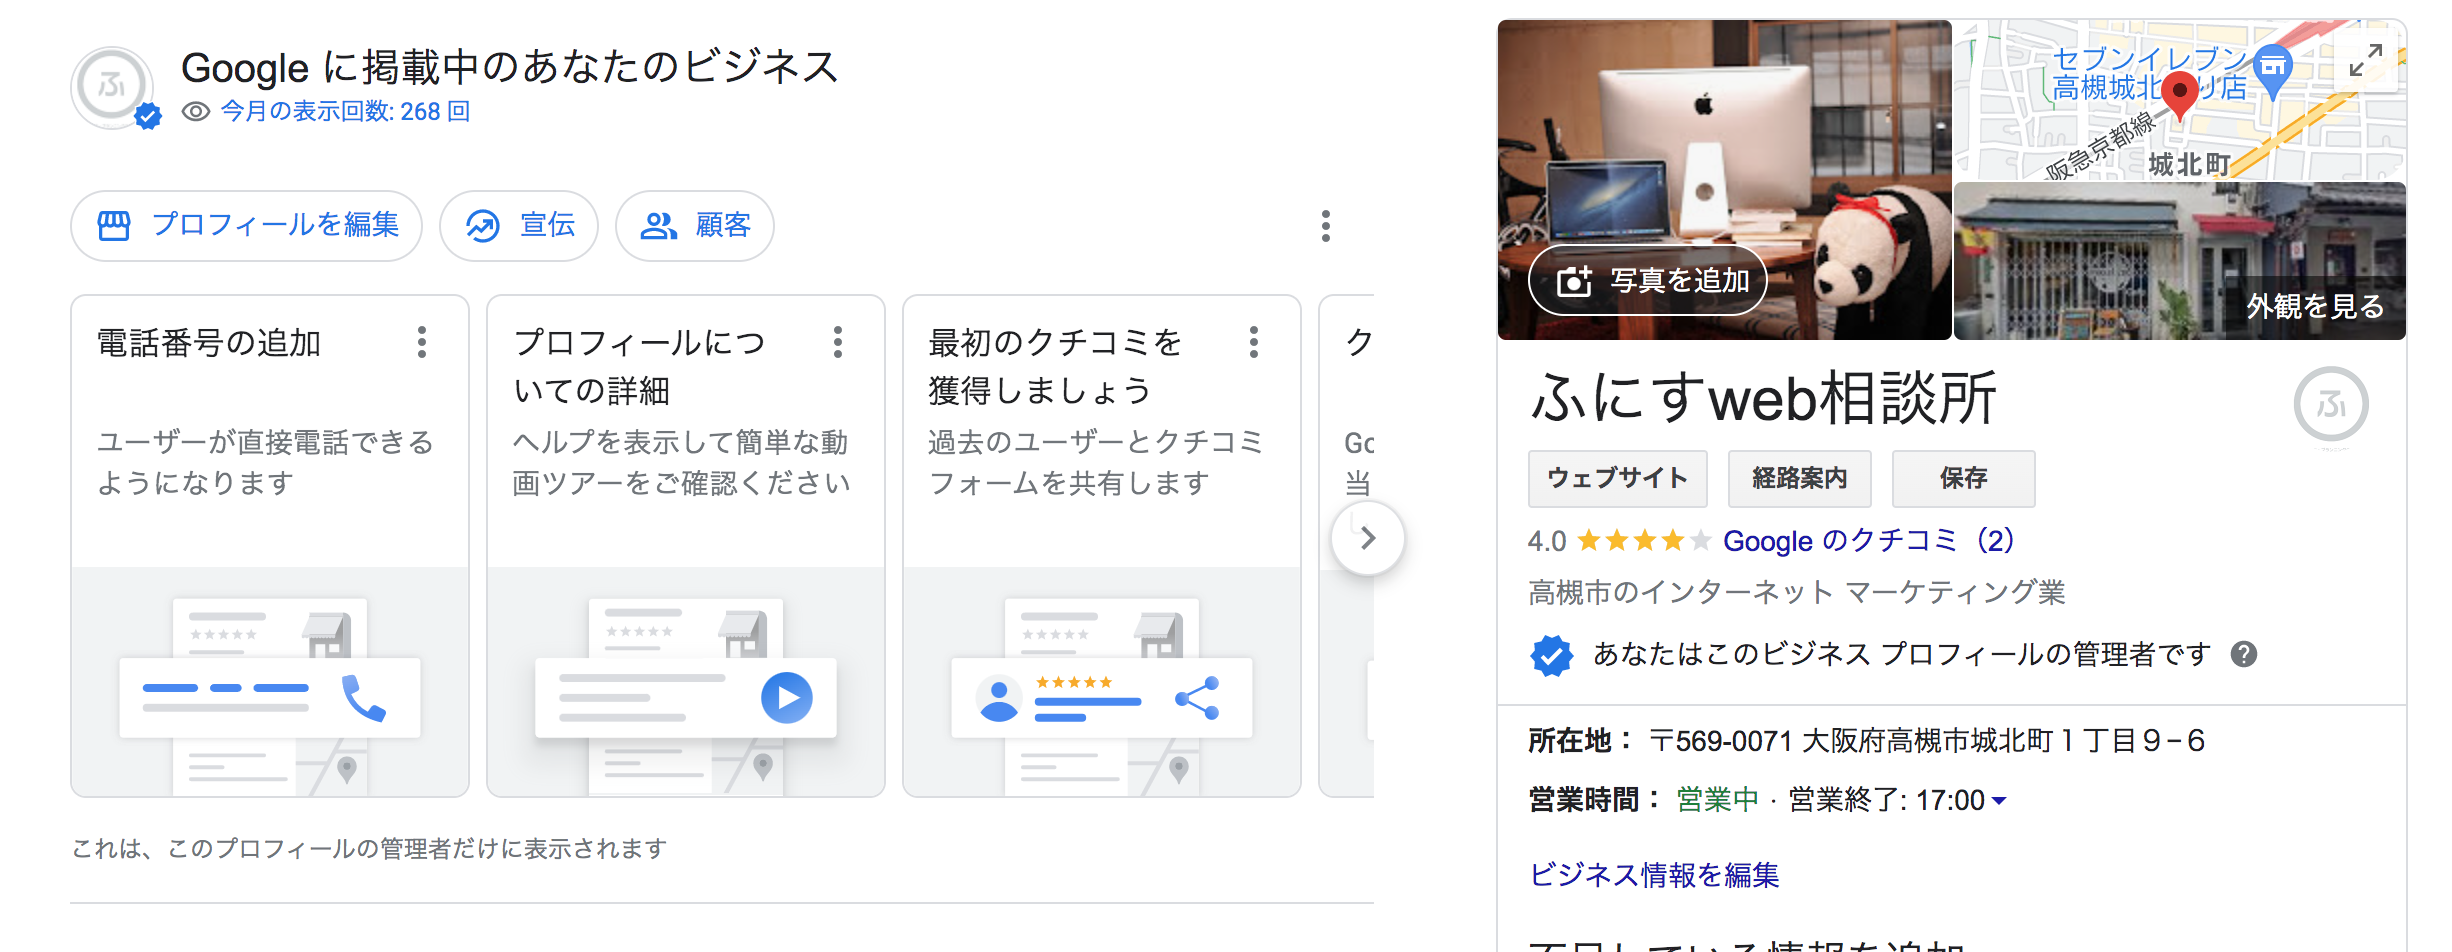 Google に掲載中のあなたのビジネス
今月の表示回数: 268 回
プロフィールを編集
宣伝
顧客
電話番号の追加
ユーザーが直接電話できる
ようになります
プロフィールにつ
いての詳細
ヘルプを表示して簡単な動
画ツアーをご確認ください
最初のクチコミを
獲得しましょう
過去のユーザーとクチコミ
フォームを共有します
ク
Go
当
これは、このプロフィールの管理者だけに表示されます
写真を追加
セブンイレブン
高槻城北
り店
阪急京都線
城北町
外観を見る
ふにすweb相談所
ふ
ウェブサイト
経路案内
保存
4.0
Google のクチコミ（2）
高槻市のインターネット マーケティング業
あなたはこのビジネス プロフィールの管理者です
所在地： 〒569-0071 大阪府高槻市城北町１丁目９−６
営業時間： 営業中 · 営業終了: 17:00
ビジネス情報を編集